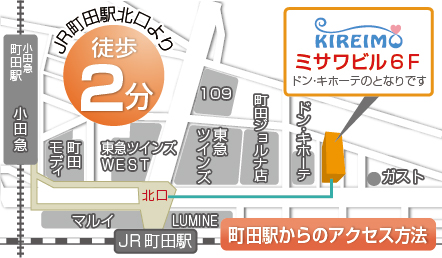 JR町田駅北口より
徒歩
2分
KIREIMO
ミサワビル6F
ドン・キホーテのとなりです
小田急
町田駅
小田急
町田
モディ
東急ツインズ
WEST
109
東急
ツインズ
町田ジョルナ店
ドン・キホーテ
ガスト
北口
マルイ
LUMINE
JR町田駅
町田駅からのアクセス方法